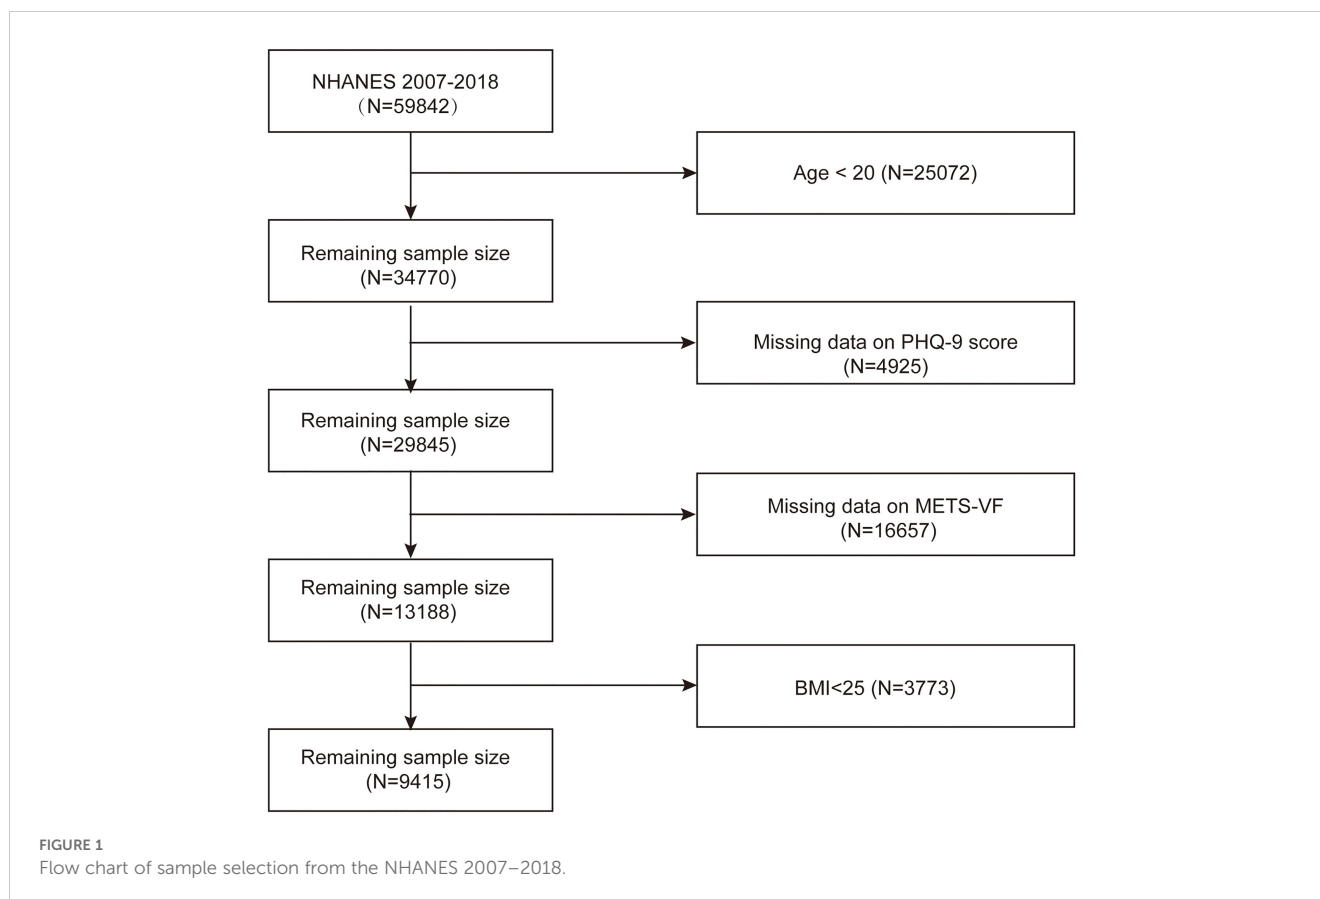 NHANES 2007-2018
（N=59842）
Age < 20 (N=25072)
Remaining sample size
(N=34770)
Missing data on PHQ-9 score
(N=4925)
Remaining sample size
(N=29845)
Missing data on METS-VF
(N=16657)
Remaining sample size
(N=13188)
BMI<25 (N=3773)
Remaining sample size
(N=9415)
FIGURE 1
Flow chart of sample selection from the NHANES 2007–2018.